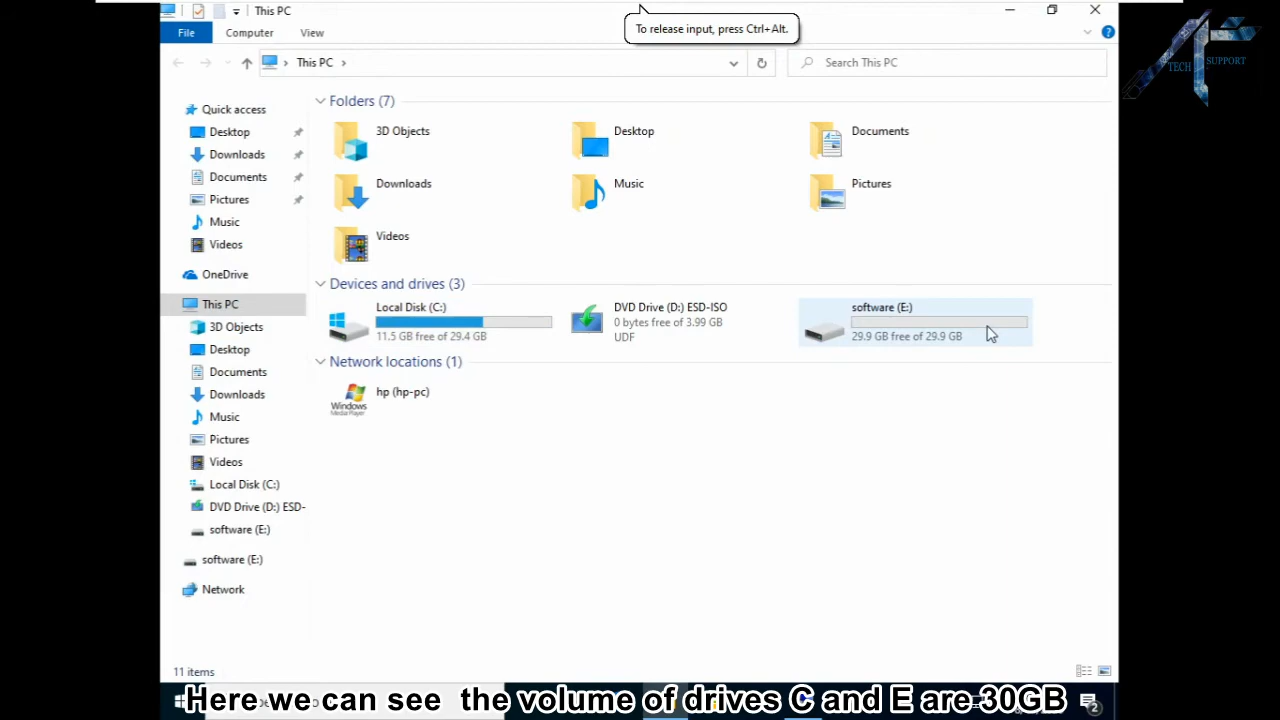 This PC
To release input, press Ctrl+Alt.
File
Computer
View
This PC
Search This PC
TECH SUPPORT
Quick access
Desktop
Downloads
Documents
Pictures
Music
Videos
OneDrive
This PC
3D Objects
Desktop
Documents
Downloads
Music
Pictures
Videos
Local Disk (C:)
DVD Drive (D:) ESD-
software (E:)
software (E:)
Network
Folders (7)
3D Objects
Desktop
Documents
Downloads
Music
Pictures
Videos
Devices and drives (3)
Local Disk (C:)
11.5 GB free of 29.4 GB
DVD Drive (D:) ESD-ISO
0 bytes free of 3.99 GB
UDF
software (E:)
29.9 GB free of 29.9 GB
Network locations (1)
hp (hp-pc)
Windows
Media Player
11 items
Here we can see the volume of drives C and E are 30GB
2